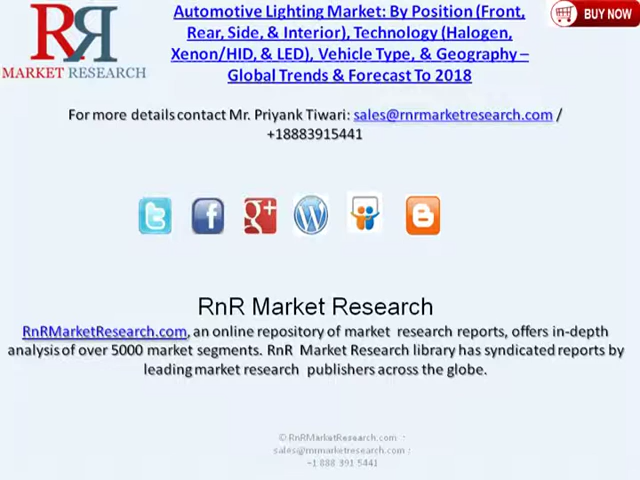 RЯ
MARKET RESEARCH
Automotive Lighting Market: By Position (Front,
Rear, Side, & Interior), Technology (Halogen,
Xenon/HID, & LED), Vehicle Type, & Geography –
Global Trends & Forecast To 2018
BUY NOW
For more details contact Mr. Priyank Tiwari: sales@rnrmarketresearch.com /
+18883915441
RnR Market Research
RnRMarketResearch.com, an online repository of market research reports, offers in-depth
analysis of over 5000 market segments. RnR Market Research library has syndicated reports by
leading market research publishers across the globe.
© RnRMarketResearch.com ;
sales@rnrmarketresearch.com ;
+1 888 391 5441